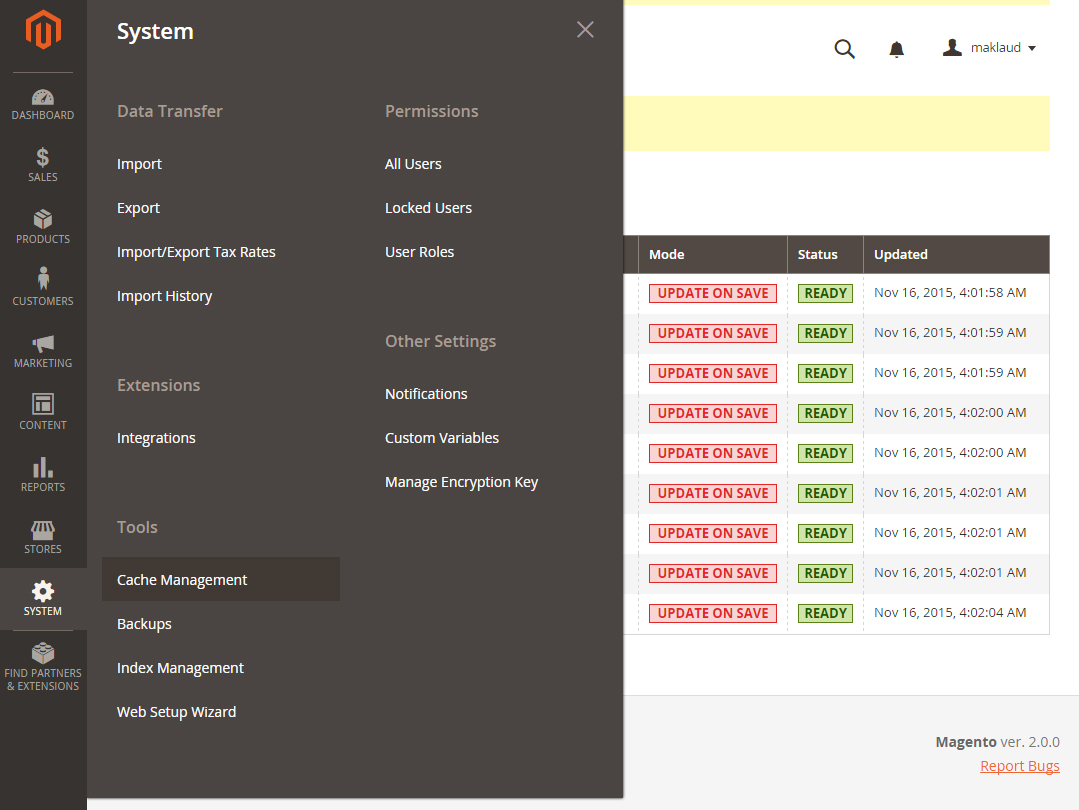 DASHBOARD
SALES
PRODUCTS
CUSTOMERS
MARKETING
CONTENT
REPORTS
STORES
SYSTEM
FIND PARTNERS
& EXTENSIONS
System
Data Transfer
Import
Export
Import/Export Tax Rates
Import History
Extensions
Integrations
Tools
Cache Management
Backups
Index Management
Web Setup Wizard
Permissions
All Users
Locked Users
User Roles
Other Settings
Notifications
Custom Variables
Manage Encryption Key
maklaud
Mode Status Updated
UPDATE ON SAVE READY Nov 16, 2015, 4:01:58 AM
UPDATE ON SAVE READY Nov 16, 2015, 4:01:59 AM
UPDATE ON SAVE READY Nov 16, 2015, 4:01:59 AM
UPDATE ON SAVE READY Nov 16, 2015, 4:02:00 AM
UPDATE ON SAVE READY Nov 16, 2015, 4:02:00 AM
UPDATE ON SAVE READY Nov 16, 2015, 4:02:01 AM
UPDATE ON SAVE READY Nov 16, 2015, 4:02:01 AM
UPDATE ON SAVE READY Nov 16, 2015, 4:02:01 AM
UPDATE ON SAVE READY Nov 16, 2015, 4:02:04 AM
Magento ver. 2.0.0
Report Bugs